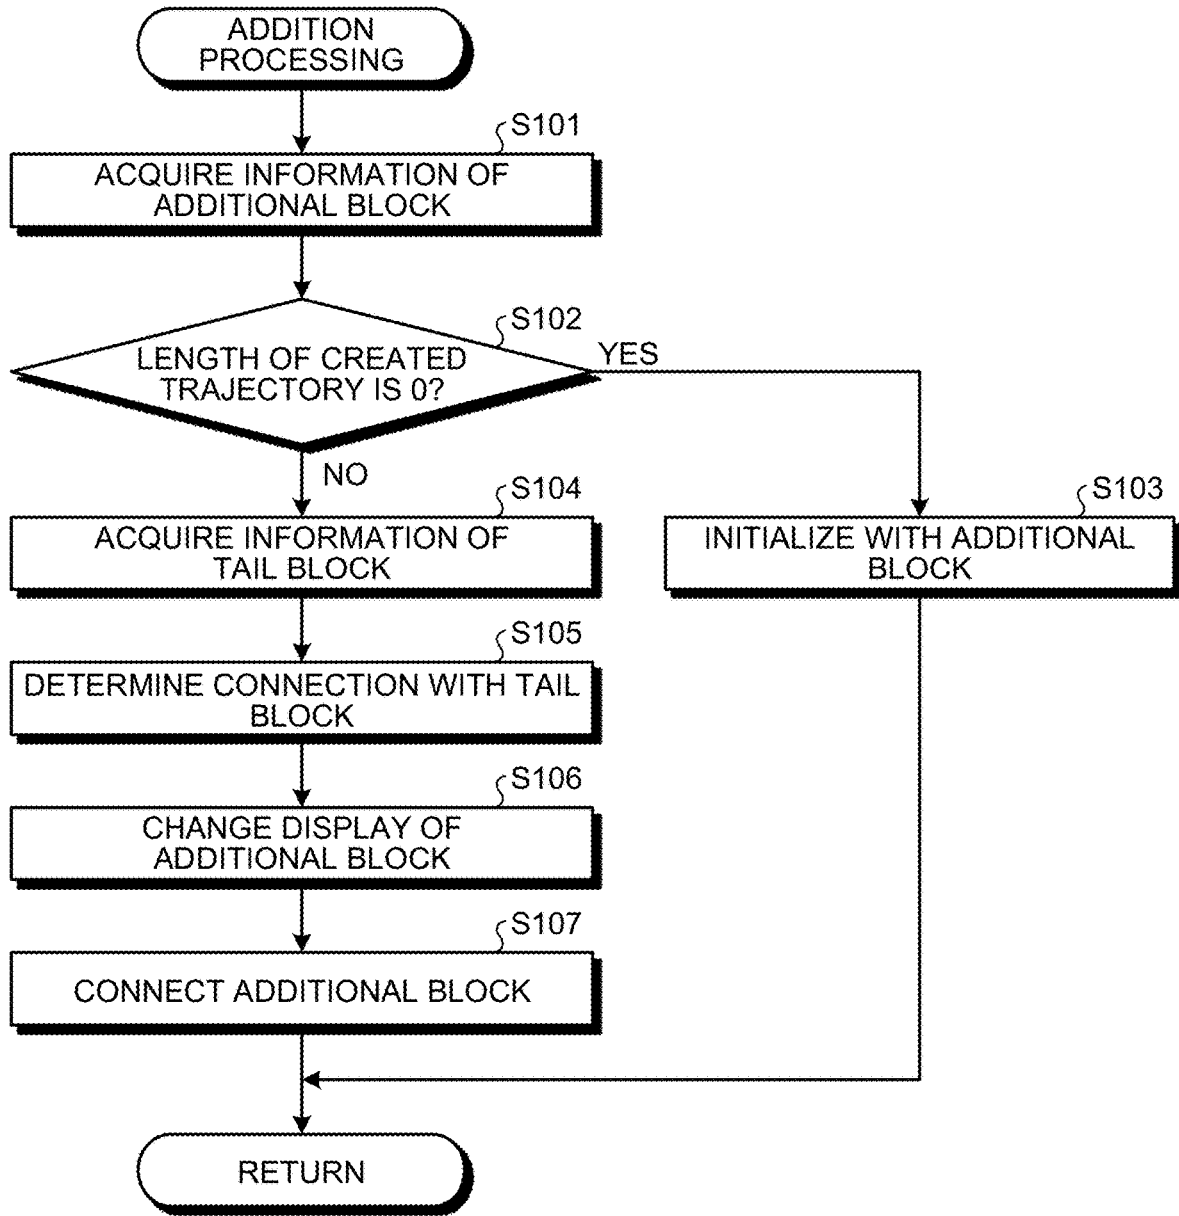 ADDITION
PROCESSING
S101
ACQUIRE INFORMATION OF
ADDITIONAL BLOCK
S102
LENGTH OF CREATED
TRAJECTORY IS 0?
YES
NO
S104
ACQUIRE INFORMATION OF
TAIL BLOCK
S103
INITIALIZE WITH ADDITIONAL
BLOCK
S105
DETERMINE CONNECTION WITH TAIL
BLOCK
S106
CHANGE DISPLAY OF
ADDITIONAL BLOCK
S107
CONNECT ADDITIONAL BLOCK
RETURN